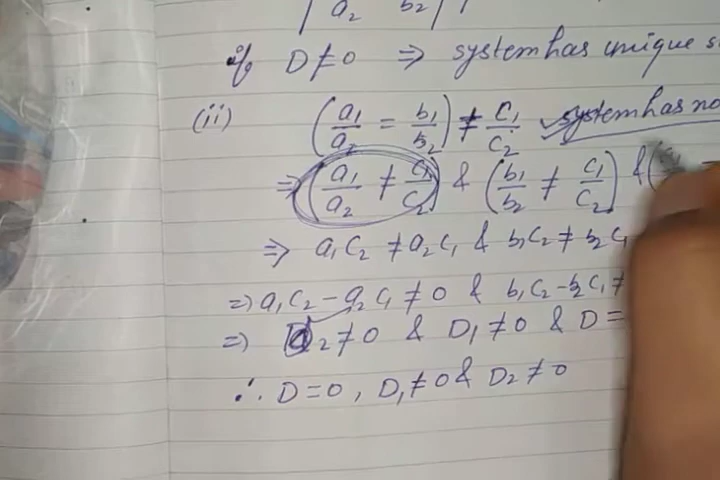 | a₂ b₂ |
if D ≠ 0 ⇒ system has unique s
(ii) (a₁/a₂ = b₁/b₂) ≠ c₁/c₂ system has no
⇒ (a₁/a₂ ≠ c₁/c₂) & (b₁/b₂ ≠ c₁/c₂) & (
⇒ a₁c₂ ≠ a₂c₁ & b₁c₂ ≠ b₂c₁
⇒ a₁c₂ - a₂c₁ ≠ 0 & b₁c₂ - b₂c₁ ≠
⇒ D₂ ≠ 0 & D₁ ≠ 0 & D =
∴ D = 0, D₁ ≠ 0 & D₂ ≠ 0